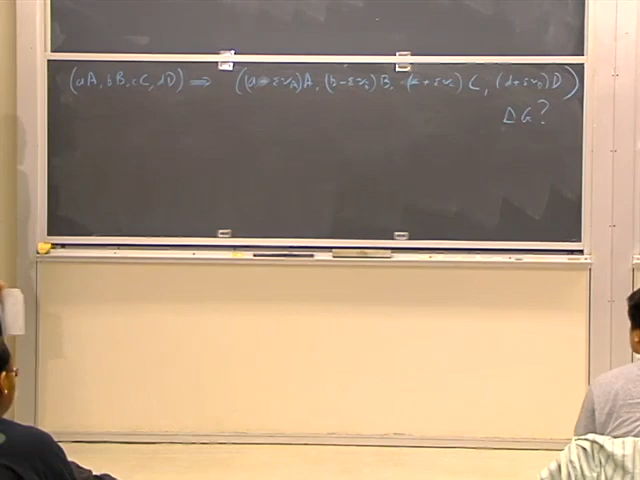 (aA, bB, cC, dD) ⟹ ((a-εν_A)A, (b-εν_B)B, (c+εν_C)C, (d+εν_D)D)
ΔG?